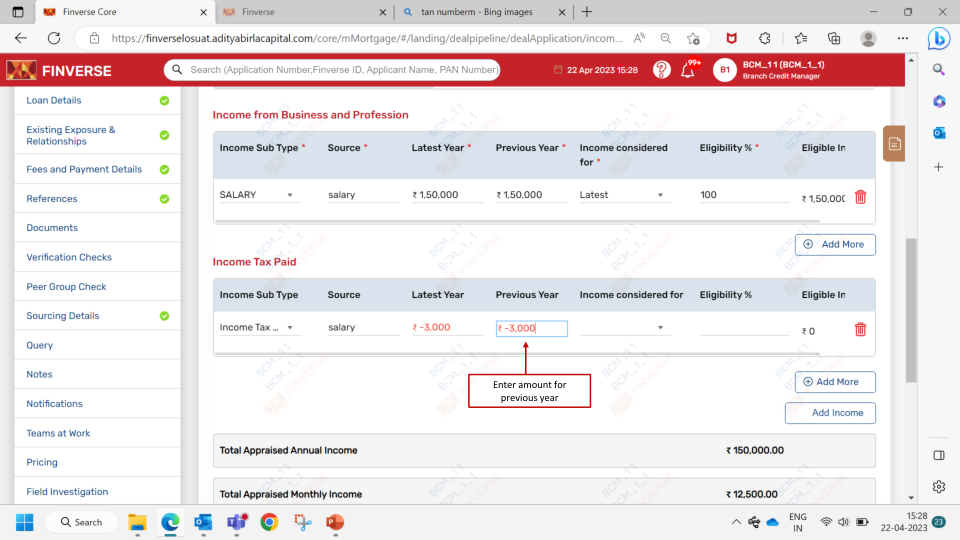 Finverse Core
Finverse
tan numberm - Bing images
https://finverselosuat.adityabirlacapital.com/core/mMortgage/#/landing/dealpipeline/dealApplication/incom...
FINVERSE
Search (Application Number,Finverse ID, Applicant Name, PAN Number)
22 Apr 2023 15:28
99+
B1
BCM_11 (BCM_1_1)
Branch Credit Manager
Loan Details
Existing Exposure &
Relationships
Fees and Payment Details
References
Documents
Verification Checks
Peer Group Check
Sourcing Details
Query
Notes
Notifications
Teams at Work
Pricing
Field Investigation
Income from Business and Profession
Income Sub Type * Source * Latest Year * Previous Year * Income considered for * Eligibility % * Eligible In
SALARY salary ₹ 1,50,000 ₹ 1,50,000 Latest 100 ₹ 1,50,000
Add More
Income Tax Paid
Income Sub Type Source Latest Year Previous Year Income considered for Eligibility % Eligible In
Income Tax ... salary ₹ -3,000 ₹ -3,000 ₹ 0
Enter amount for
previous year
Add More
Add Income
Total Appraised Annual Income ₹ 150,000.00
Total Appraised Monthly Income ₹ 12,500.00
BCM_11
BCM_1_1
FINVERSE
Search
ENG
IN
15:28
22-04-2023
23